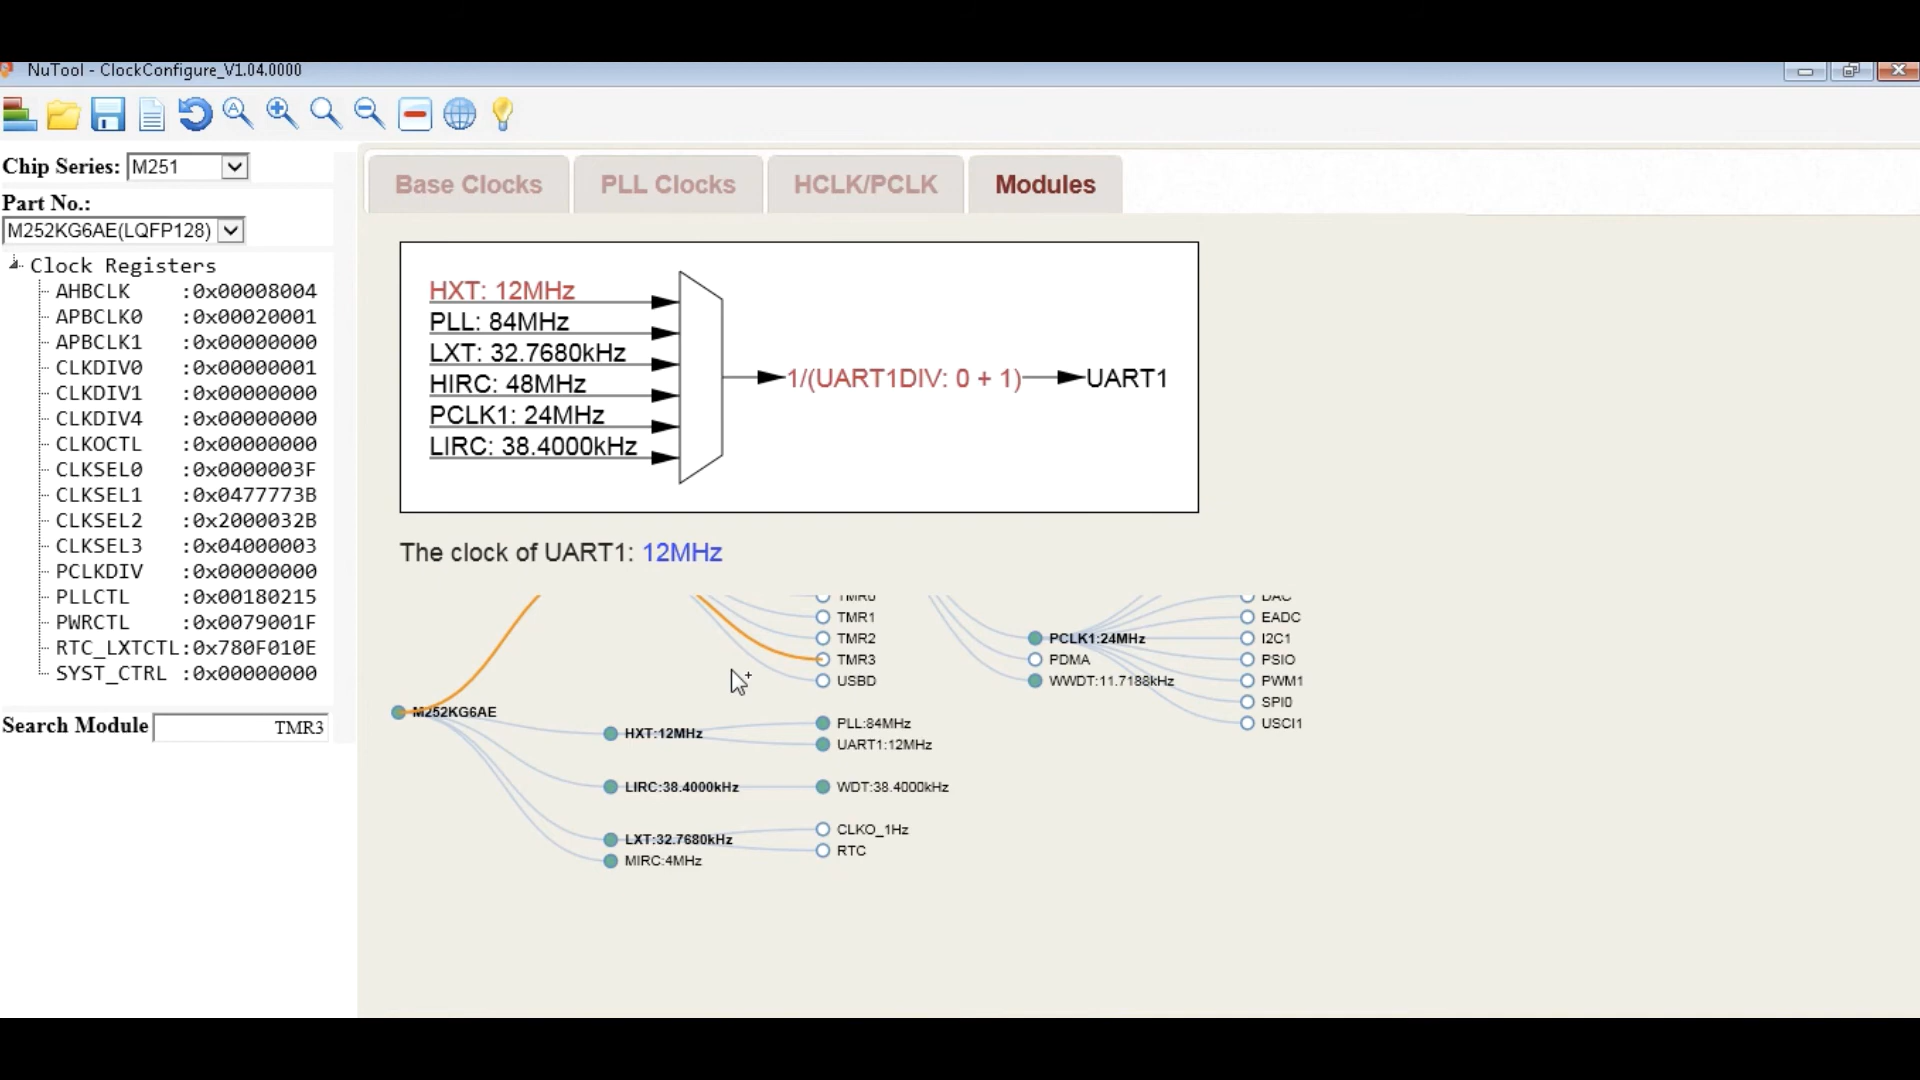 NuTool - ClockConfigure_V1.04.0000
Chip Series: M251
Part No.:
M252KG6AE(LQFP128)
Clock Registers
AHBCLK :0x00008004
APBCLK0 :0x00020001
APBCLK1 :0x00000000
CLKDIV0 :0x00000001
CLKDIV1 :0x00000000
CLKDIV4 :0x00000000
CLKOCTL :0x00000000
CLKSEL0 :0x0000003F
CLKSEL1 :0x0477773B
CLKSEL2 :0x2000032B
CLKSEL3 :0x04000003
PCLKDIV :0x00000000
PLLCTL :0x00180215
PWRCTL :0x0079001F
RTC_LXTCTL:0x780F010E
SYST_CTRL :0x00000000
Search Module TMR3
Base Clocks
PLL Clocks
HCLK/PCLK
Modules
HXT: 12MHz
PLL: 84MHz
LXT: 32.7680kHz
HIRC: 48MHz
PCLK1: 24MHz
LIRC: 38.4000kHz
1/(UART1DIV: 0 + 1)
UART1
The clock of UART1: 12MHz
M252KG6AE
HXT:12MHz
LIRC:38.4000kHz
LXT:32.7680kHz
MIRC:4MHz
TMR0
TMR1
TMR2
TMR3
USBD
PLL:84MHz
UART1:12MHz
WDT:38.4000kHz
CLKO_1Hz
RTC
PCLK1:24MHz
PDMA
WWDT:11.7188kHz
DAC
EADC
I2C1
PSIO
PWM1
SPI0
USCI1